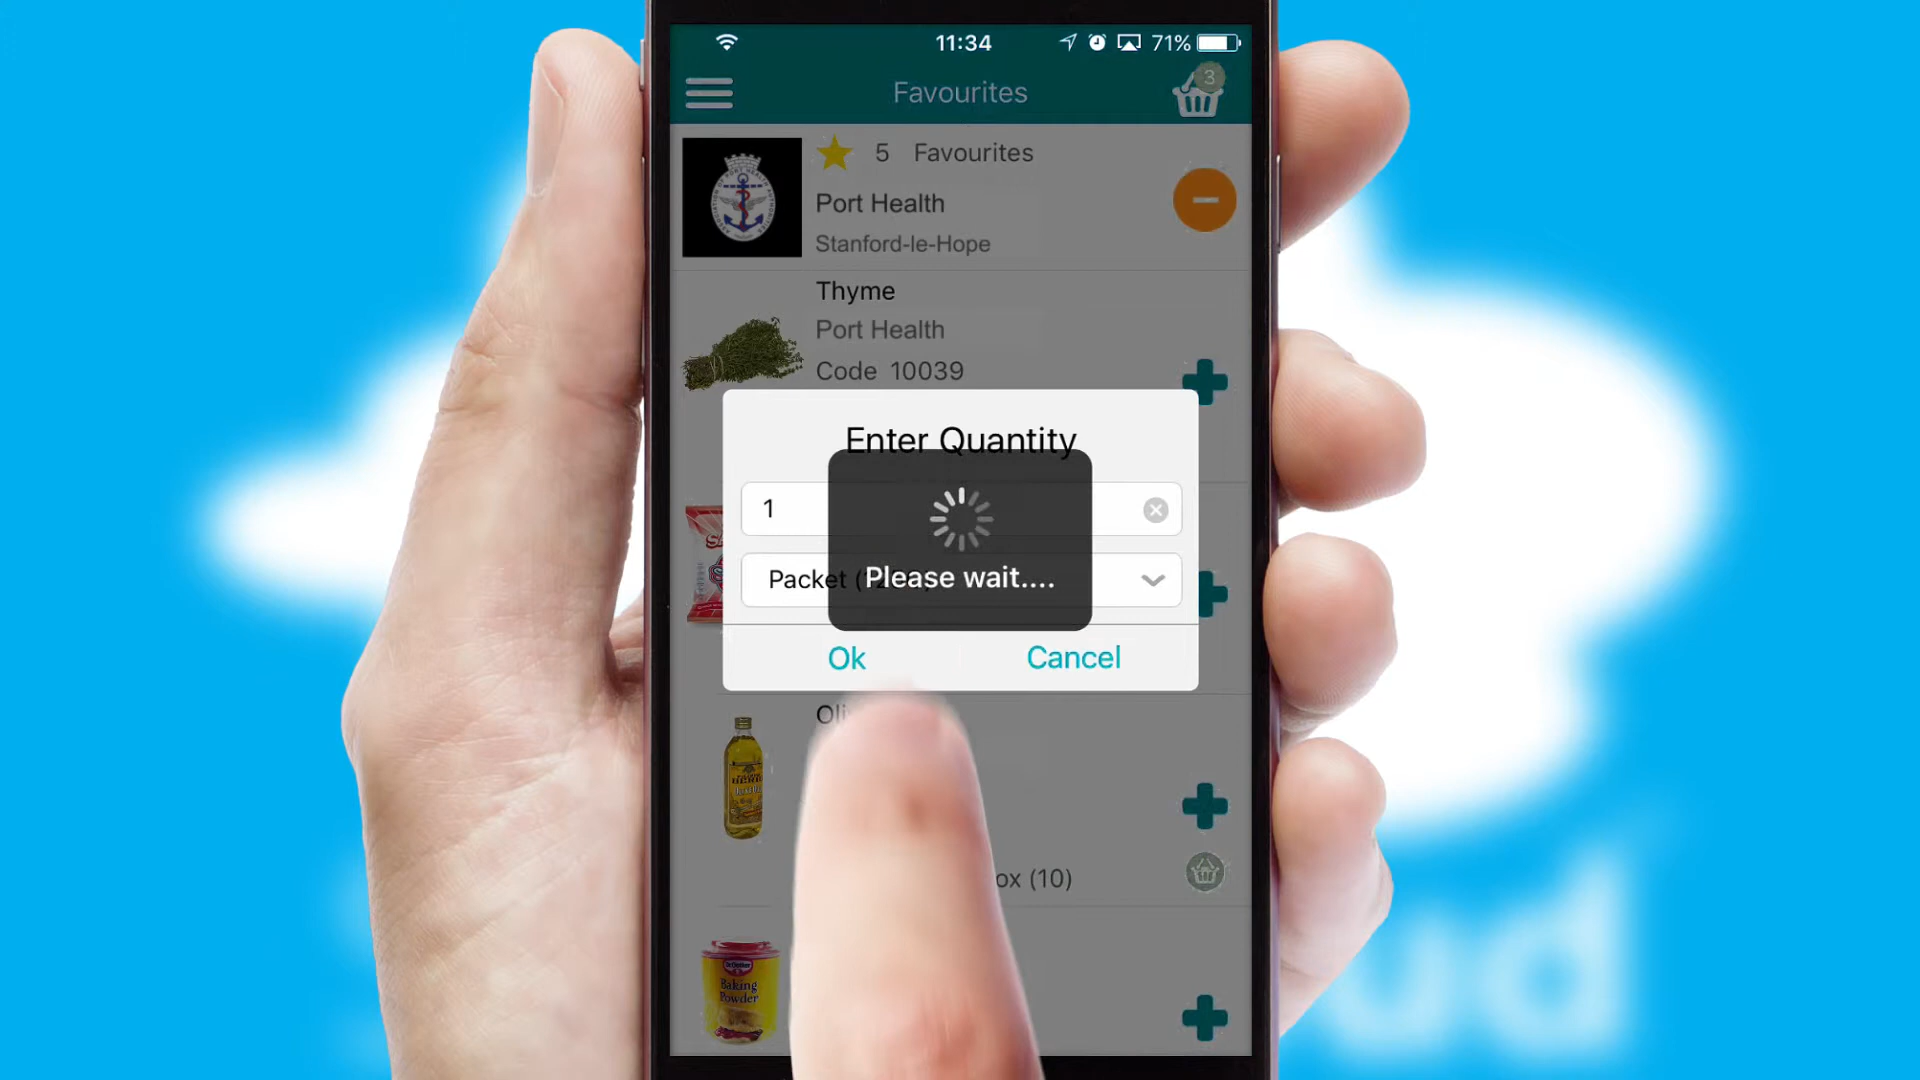 11:34
71%
Favourites
3
5 Favourites
Port Health
Stanford-le-Hope
Thyme
Port Health
Code 10039
Enter Quantity
1
Packet
Please wait....
Ok
Cancel
ox (10)
Baking
Powder
ud